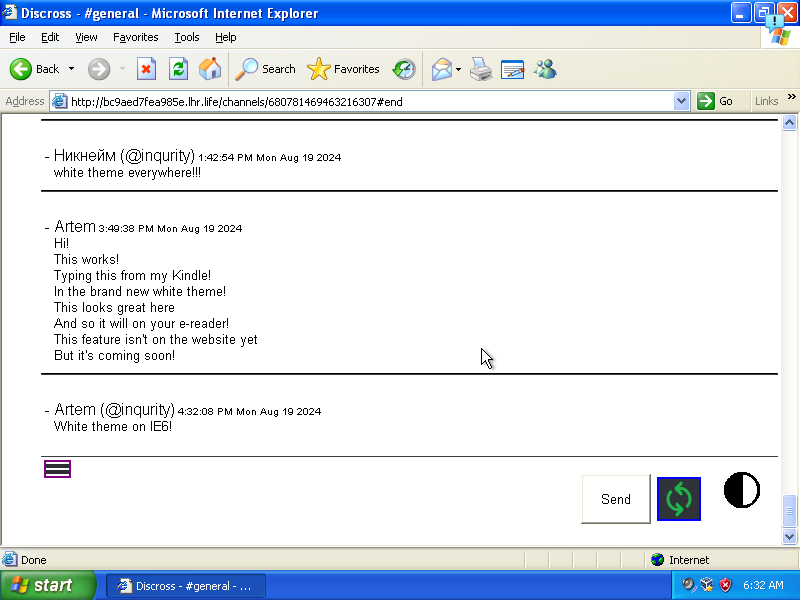 Discross - #general - Microsoft Internet Explorer
File Edit View Favorites Tools Help
Back Search Favorites
Address http://bc9aed7fea985e.lhr.life/channels/680781469463216307#end Go Links »
- Никнейм (@inqurity) 1:42:54 PM Mon Aug 19 2024
white theme everywhere!!!
- Artem 3:49:38 PM Mon Aug 19 2024
Hi!
This works!
Typing this from my Kindle!
In the brand new white theme!
This looks great here
And so it will on your e-reader!
This feature isn't on the website yet
But it's coming soon!
- Artem (@inqurity) 4:32:08 PM Mon Aug 19 2024
White theme on IE6!
Send
Done Internet
start Discross - #general - ... 6:32 AM